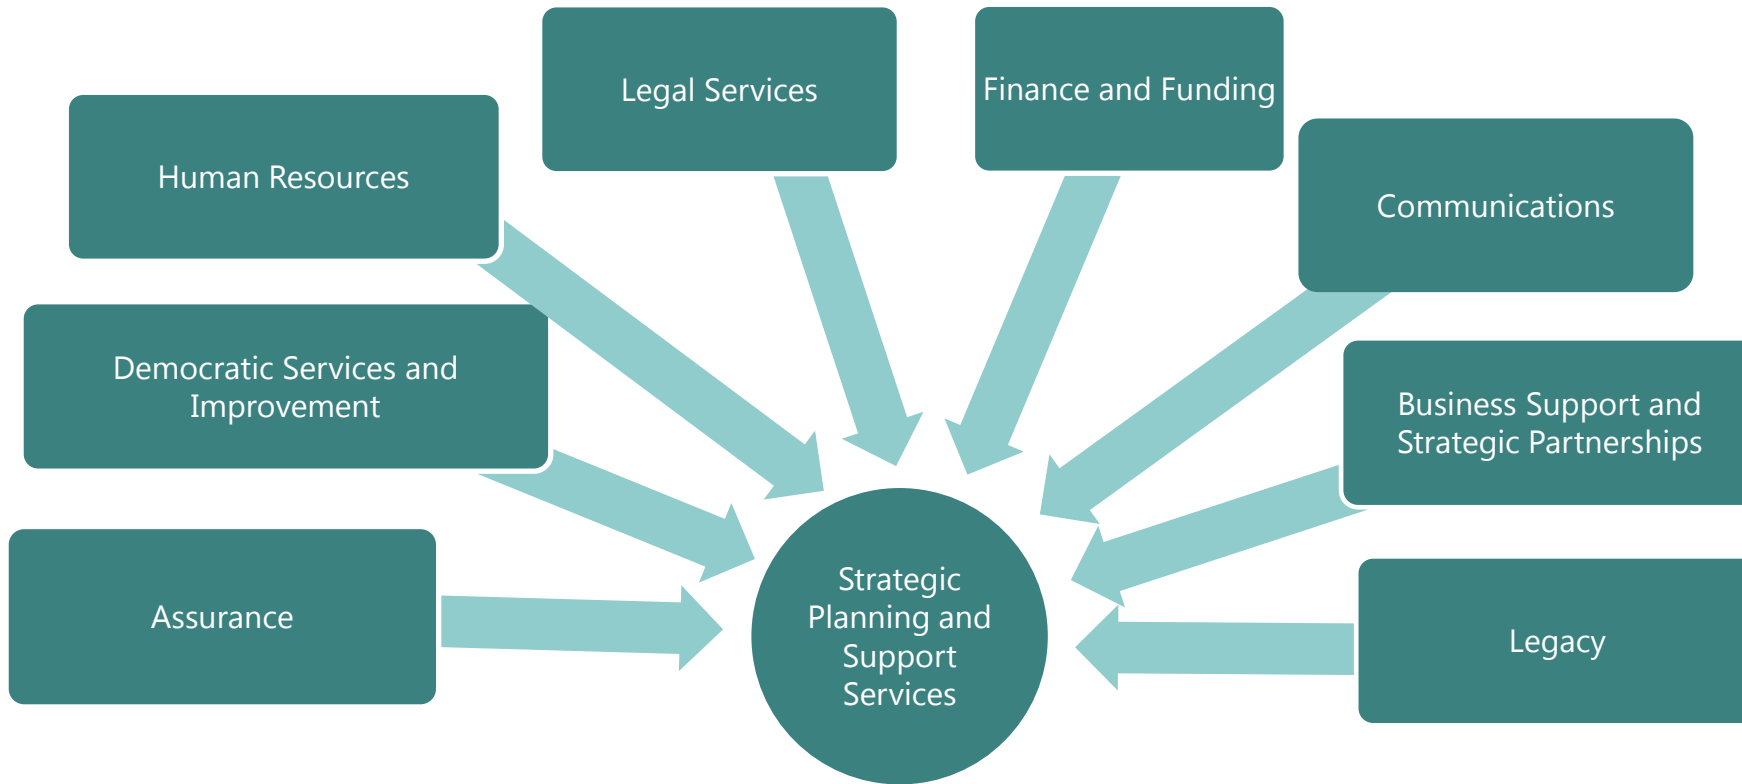 Legal Services
Finance and Funding
Human Resources
Communications
Democratic Services and
Improvement
Business Support and
Strategic Partnerships
Assurance
Strategic
Planning and
Support
Services
Legacy